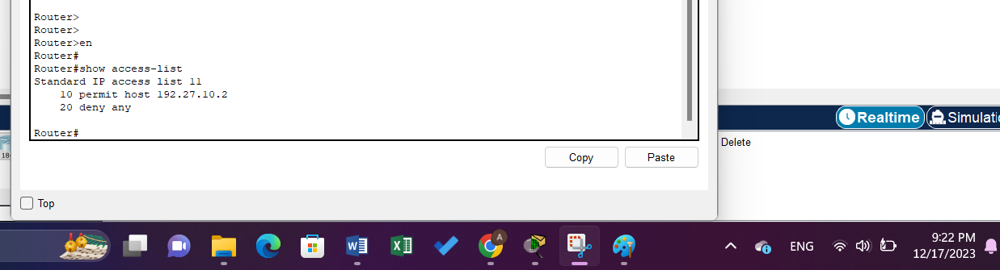 Router>
Router>
Router>en
Router#
Router#show access-list
Standard IP access list 11
10 permit host 192.27.10.2
20 deny any
Router#
Realtime
Simulati
18
Delete
Copy
Paste
Top
W
X
A
ENG
9:22 PM
12/17/2023